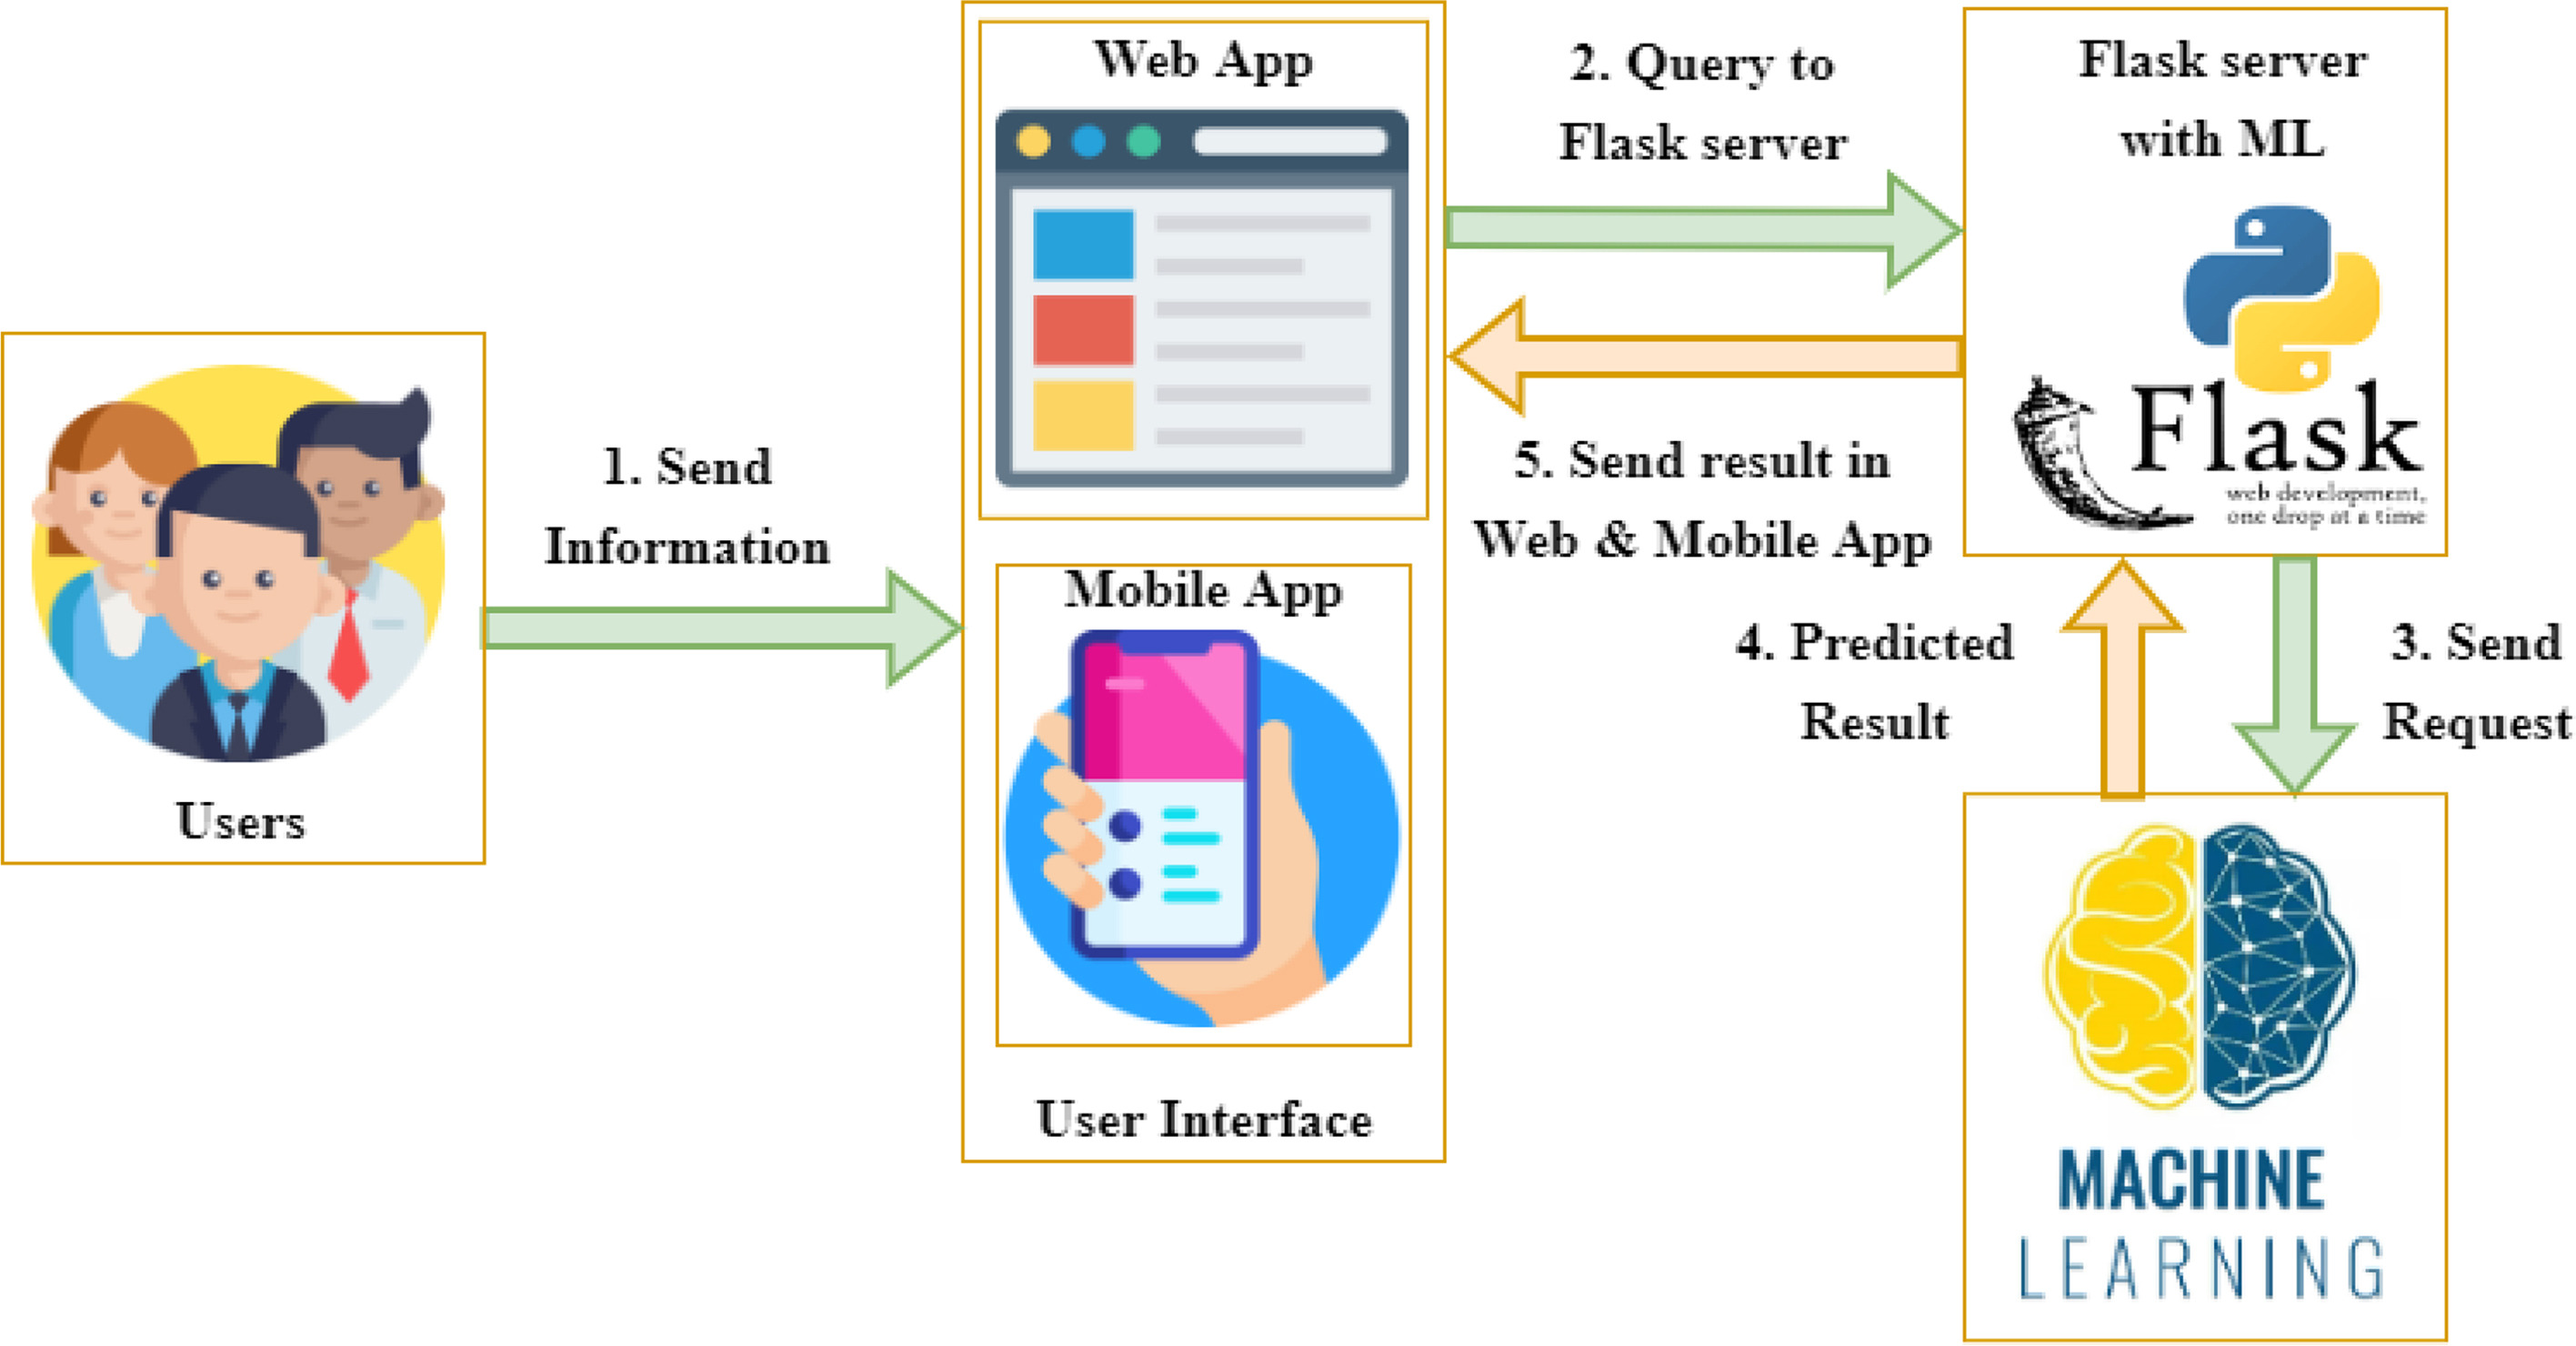 Web App
2. Query to
Flask server
Flask server
with ML
Flask
web development,
one drop at a time
1. Send
Information
5. Send result in
Web & Mobile App
Mobile App
4. Predicted
Result
3. Send
Request
Users
User Interface
MACHINE
LEARNING